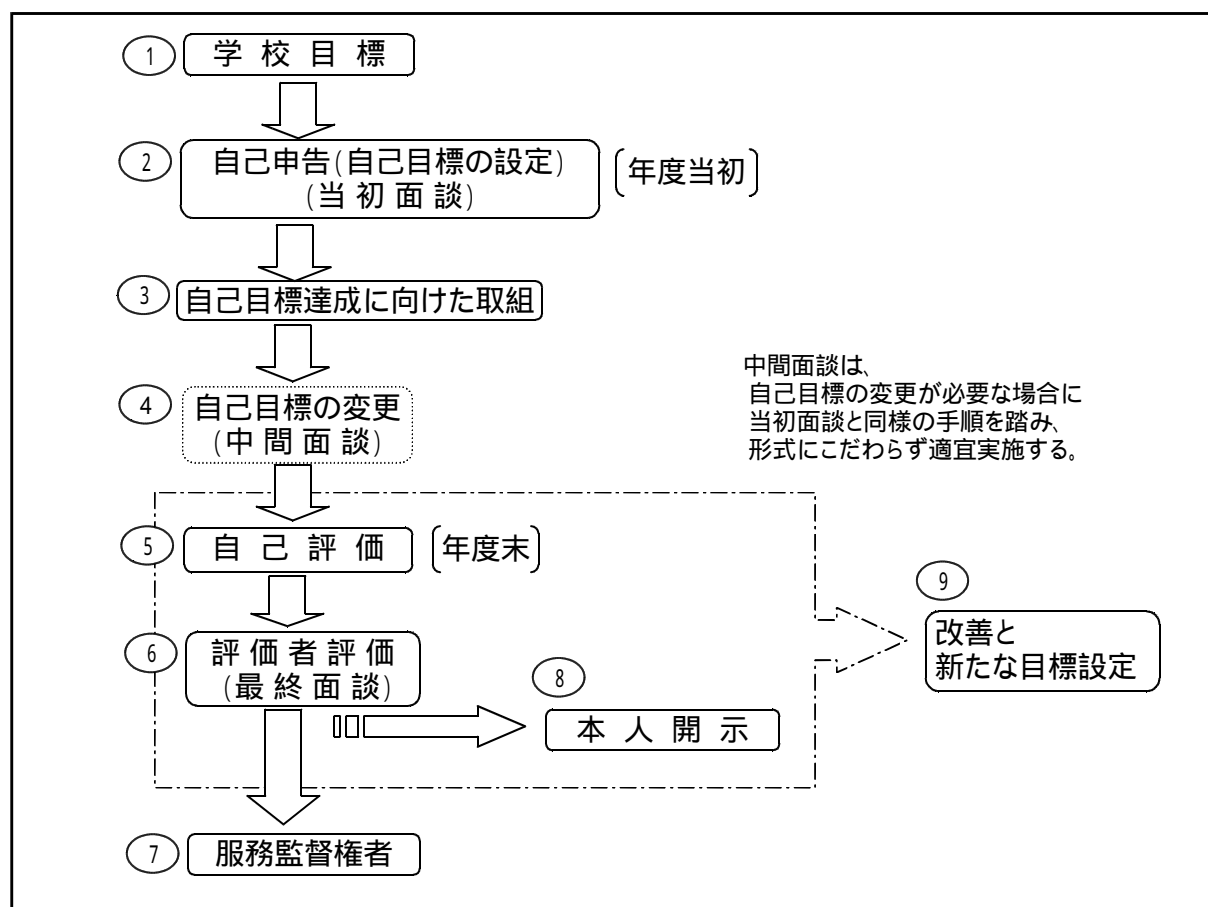 1 学校目標
2 自己申告(自己目標の設定)
(当初面談)
[年度当初]
3 自己目標達成に向けた取組
4 自己目標の変更
(中間面談)
中間面談は、
自己目標の変更が必要な場合に
当初面談と同様の手順を踏み、
形式にこだわらず適宜実施する。
5 自己評価
[年度末]
6 評価者評価
(最終面談)
8
本人開示
9
改善と
新たな目標設定
7 服務監督権者